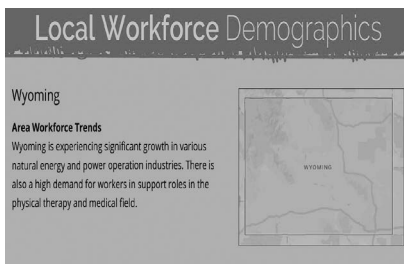 Local Workforce Demographics
Wyoming
Area Workforce Trends
Wyoming is experiencing significant growth in various
natural energy and power operation industries. There is
also a high demand for workers in support roles in the
physical therapy and medical field.
WYOMING